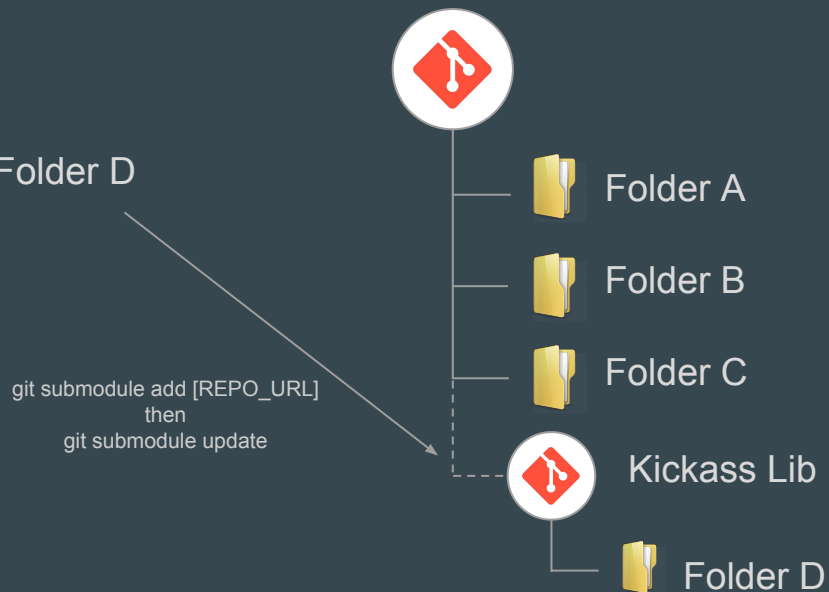 Folder D
Folder A
Folder B
Folder C
git submodule add [REPO_URL]
then
git submodule update
Kickass Lib
Folder D